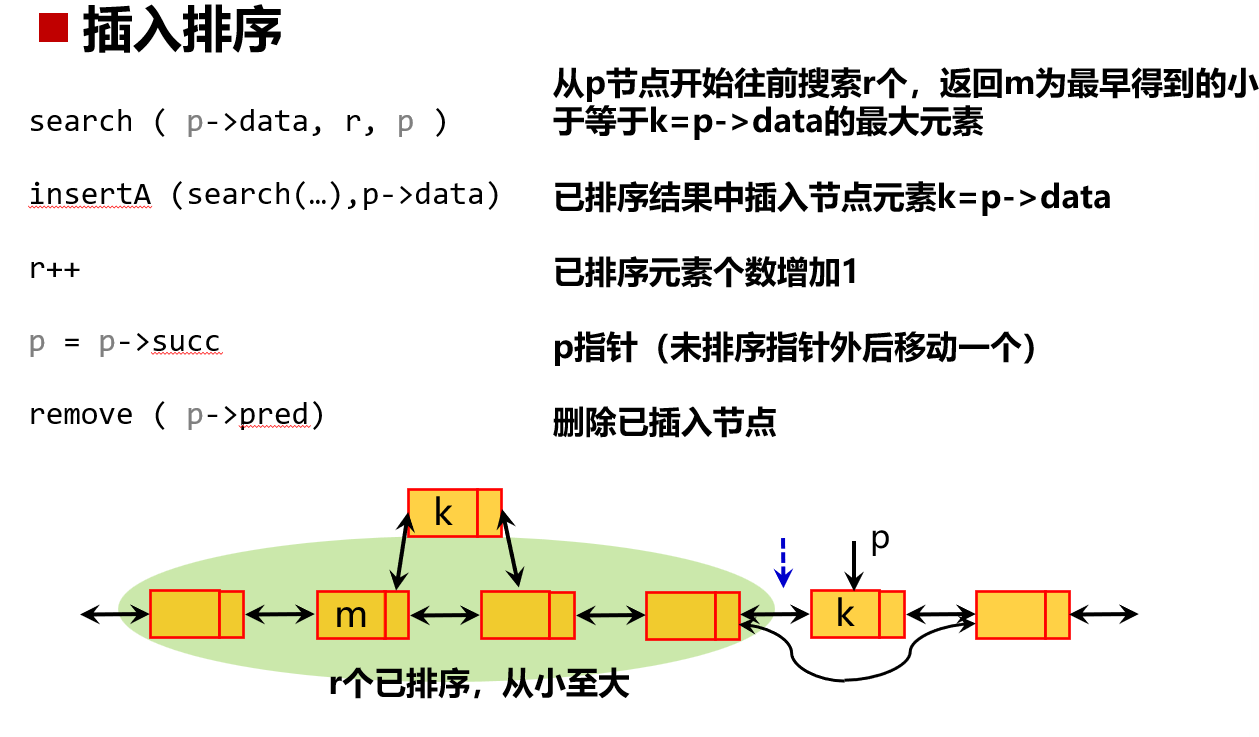 插入排序
从p节点开始往前搜索r个，返回m为最早得到的小
search ( p->data, r, p )
于等于k=p->data的最大元素
insertA (search(…),p->data)
已排序结果中插入节点元素k=p->data
r++
已排序元素个数增加1
p = p->succ
p指针（未排序指针外后移动一个）
remove ( p->pred)
删除已插入节点
k
p
m
k
r个已排序，从小至大